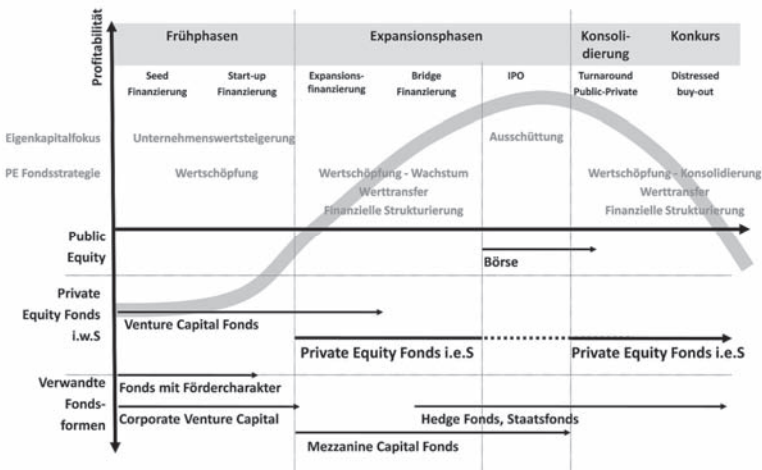 Profitabilität
Frühphasen
Expansionsphasen
Konsoli-
dierung
Konkurs
Seed
Finanzierung
Start-up
Finanzierung
Expansions-
finanzierung
Bridge
Finanzierung
IPO
Turnaround
Public-Private
Distressed
buy-out
Eigenkapitalfokus
Unternehmenswertsteigerung
Ausschüttung
PE Fondsstrategie
Wertschöpfung
Wertschöpfung - Wachstum
Werttransfer
Finanzielle Strukturierung
Wertschöpfung - Konsolidierung
Werttransfer
Finanzielle Strukturierung
Public
Equity
Börse
Private
Equity Fonds
i.w.S
Venture Capital Fonds
Private Equity Fonds i.e.S
Private Equity Fonds i.e.S
Verwandte
Fonds-
formen
Fonds mit Fördercharakter
Corporate Venture Capital
Hedge Fonds, Staatsfonds
Mezzanine Capital Fonds